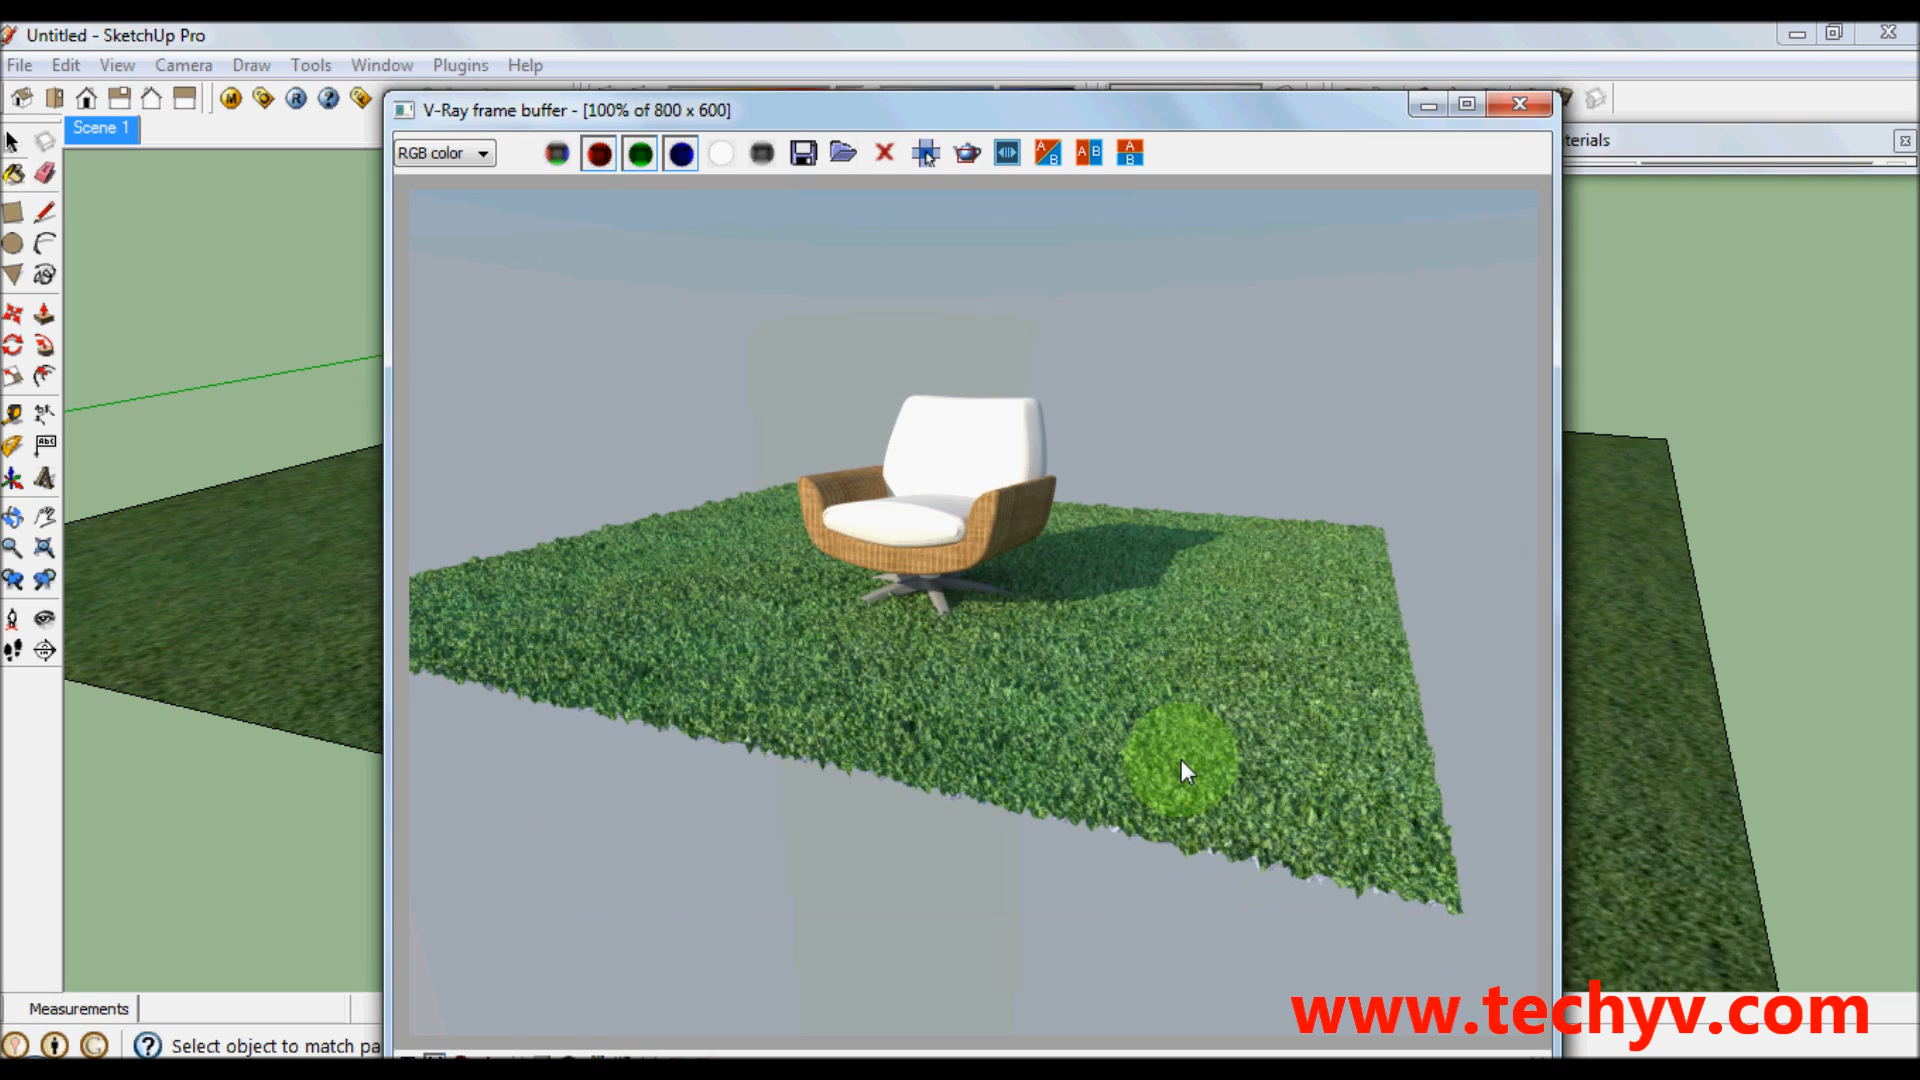 Untitled - SketchUp Pro
File Edit View Camera Draw Tools Window Plugins Help
V-Ray frame buffer - [100% of 800 x 600]
Scene 1
terials
RGB color
A B
A B
A B
Abc
www.techyv.com
Measurements
Select object to match pa